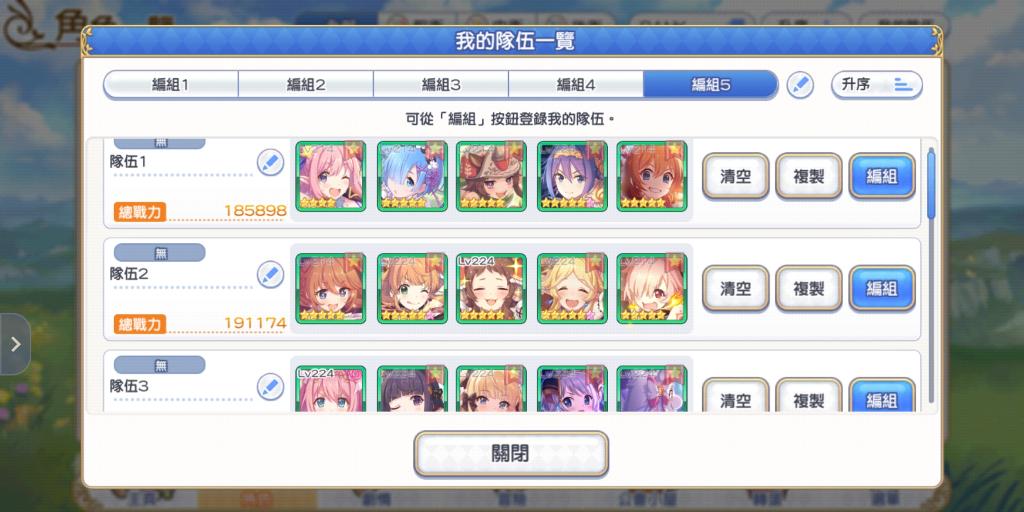 我的隊伍一覽
編組1 編組2 編組3 編組4 編組5 升序
可從「編組」按鈕登錄我的隊伍。
無
隊伍1
總戰力 185898
清空 複製 編組
無
隊伍2
總戰力 191174
Lv224
清空 複製 編組
無
隊伍3
Lv224
清空 複製 編組
關閉